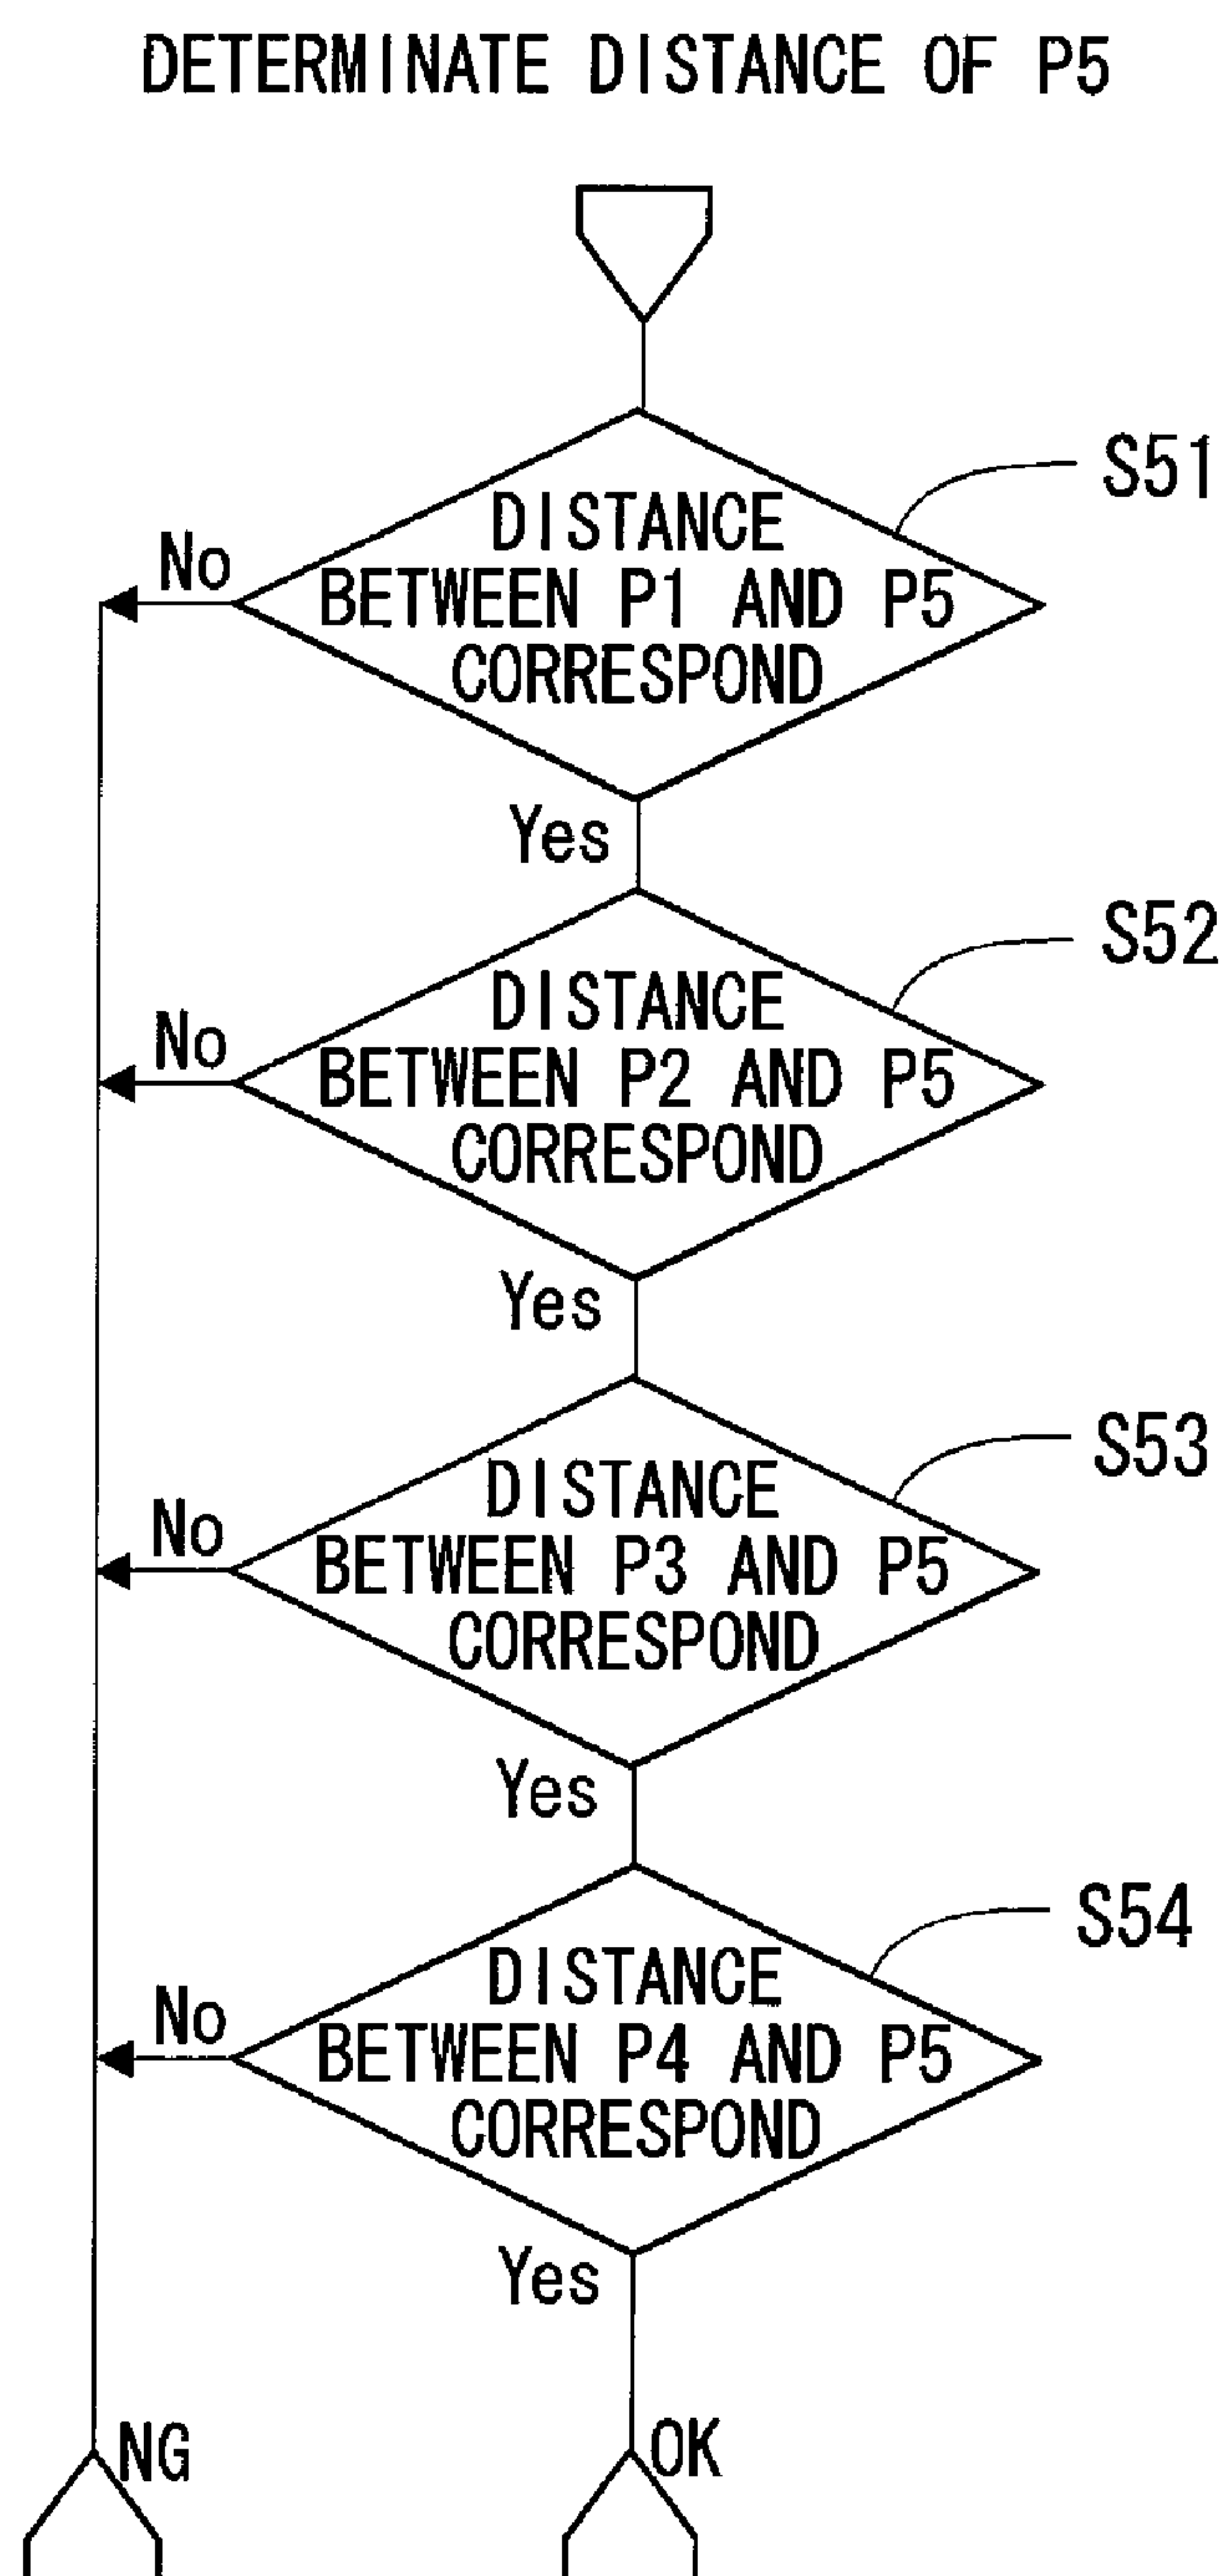 DETERMINATE DISTANCE OF P5
S51
DISTANCE
BETWEEN P1 AND P5
CORRESPOND
No
Yes
S52
DISTANCE
BETWEEN P2 AND P5
CORRESPOND
No
Yes
S53
DISTANCE
BETWEEN P3 AND P5
CORRESPOND
No
Yes
S54
DISTANCE
BETWEEN P4 AND P5
CORRESPOND
No
Yes
NG
OK